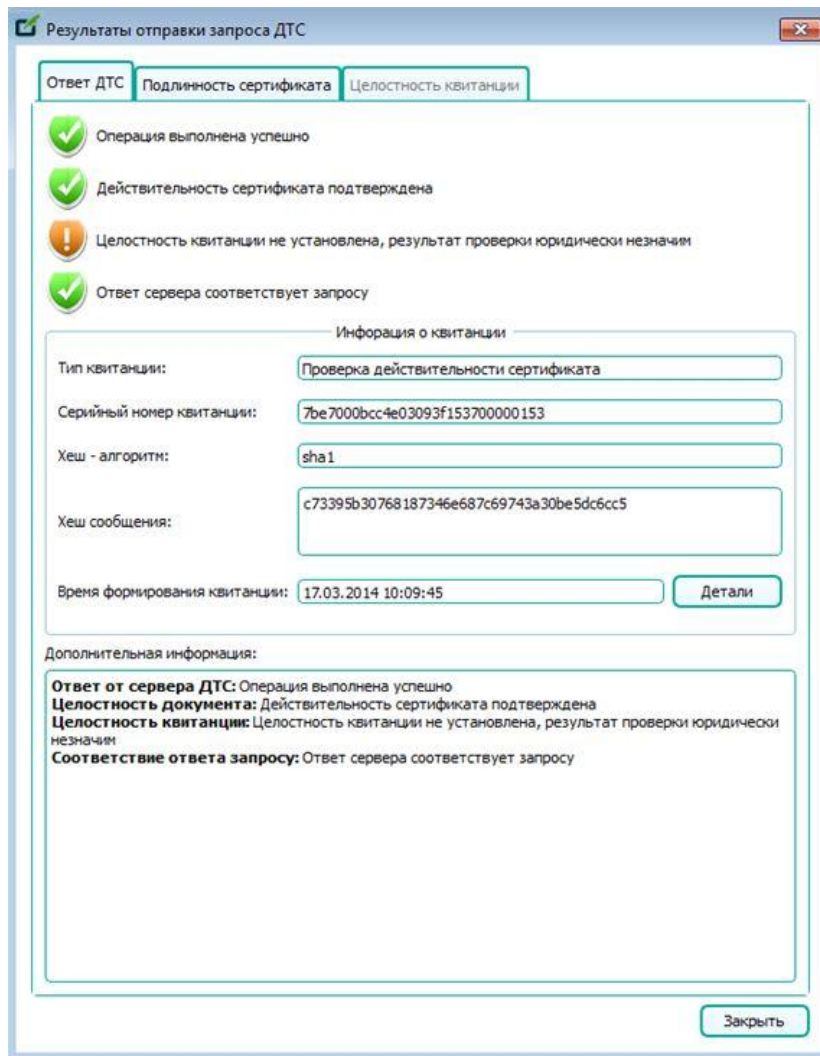 Результаты отправки запроса ДТС
Ответ ДТС
Подлинность сертификата
Целостность квитанции
Операция выполнена успешно
Действительность сертификата подтверждена
Целостность квитанции не установлена, результат проверки юридически незначим
Ответ сервера соответствует запросу
Инфорация о квитанции
Тип квитанции: Проверка действительности сертификата
Серийный номер квитанции: 7be7000bcc4e03093f153700000153
Хеш - алгоритм: sha1
Хеш сообщения: c73395b30768187346e687c69743a30be5dc6cc5
Время формирования квитанции: 17.03.2014 10:09:45 Детали
Дополнительная информация:
Ответ от сервера ДТС: Операция выполнена успешно
Целостность документа: Действительность сертификата подтверждена
Целостность квитанции: Целостность квитанции не установлена, результат проверки юридически
незначим
Соответствие ответа запросу: Ответ сервера соответствует запросу
Закрыть